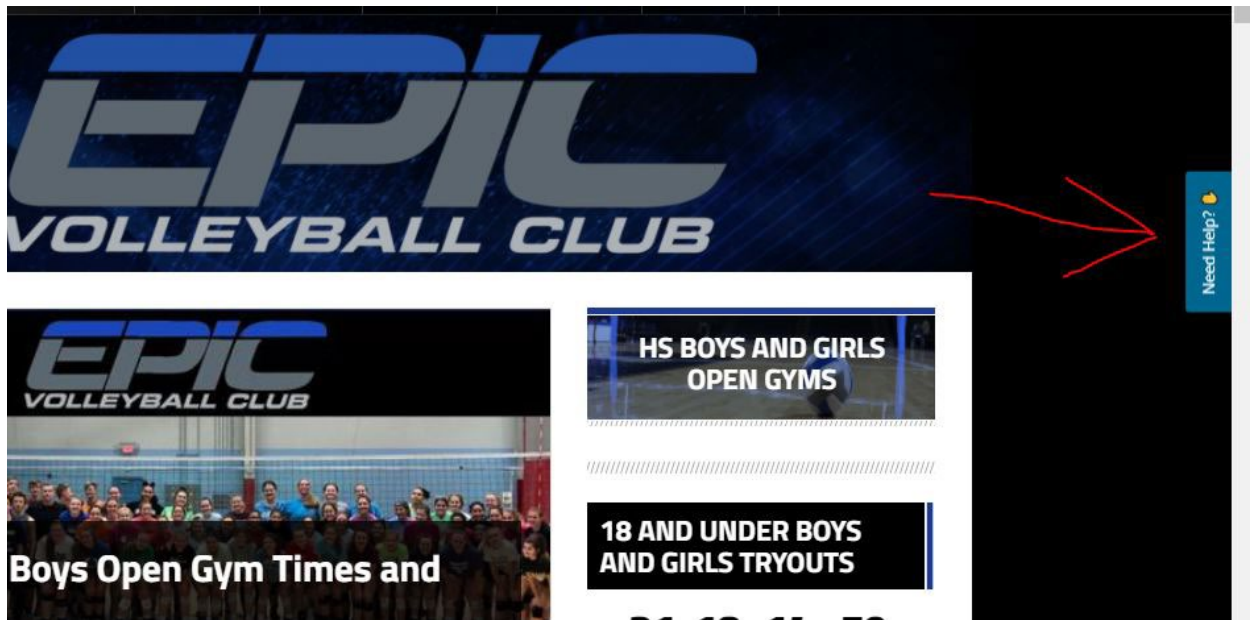 EPIC
VOLLEYBALL CLUB
Need Help?
EPIC
VOLLEYBALL CLUB
Boys Open Gym Times and
HS BOYS AND GIRLS
OPEN GYMS
18 AND UNDER BOYS
AND GIRLS TRYOUTS